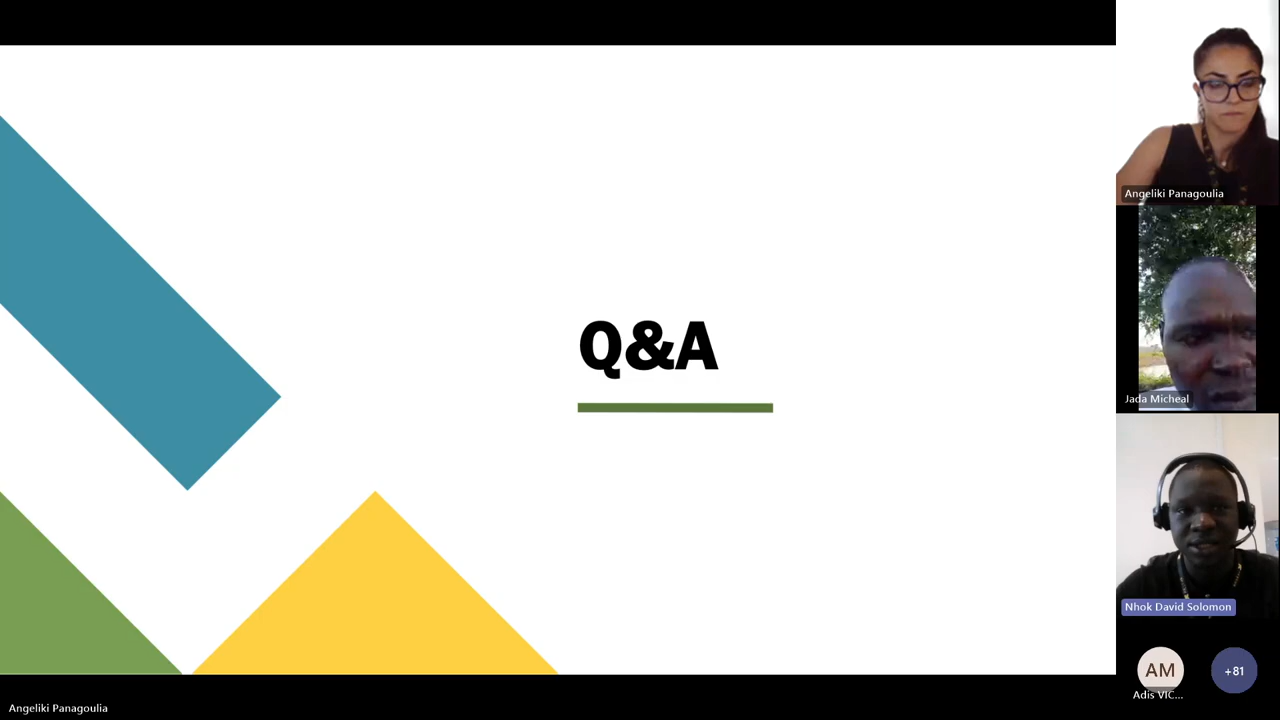 Q&A
Angeliki Panagoulia
Jada Micheal
Nhok David Solomon
AM
+81
Adis VIC...
Angeliki Panagoulia